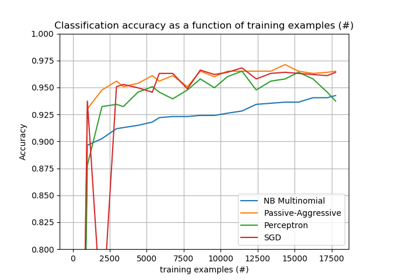 Classification accuracy as a function of training examples (#)
1.000
0.975
0.950
0.925
0.900
0.875
0.850
0.825
0.800
Accuracy
NB Multinomial
Passive-Aggressive
Perceptron
SGD
0 2500 5000 7500 10000 12500 15000 17500
training examples (#)